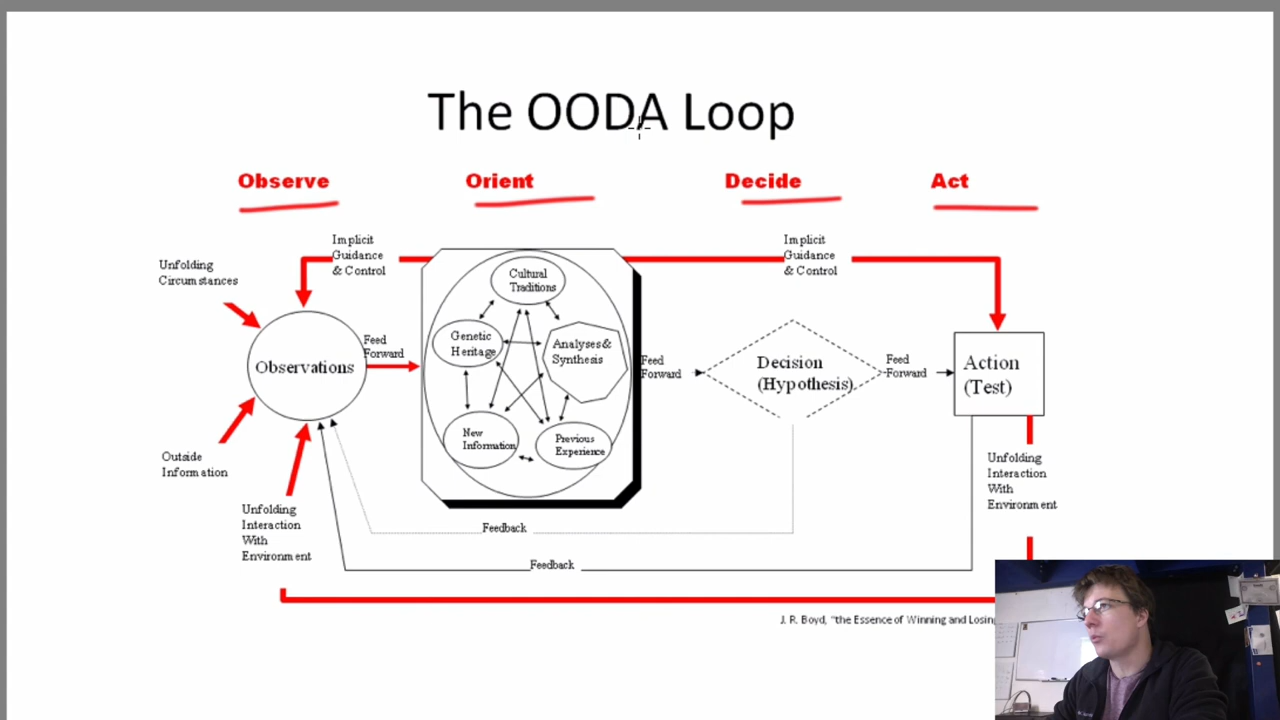 The OODA Loop
Observe
Orient
Decide
Act
Implicit
Guidance
& Control
Implicit
Guidance
& Control
Unfolding
Circumstances
Cultural
Traditions
Genetic
Heritage
Analyses &
Synthesis
New
Information
Previous
Experience
Observations
Feed
Forward
Feed
Forward
Decision
(Hypothesis)
Feed
Forward
Action
(Test)
Outside
Information
Unfolding
Interaction
With
Environment
Unfolding
Interaction
With
Environment
Feedback
Feedback
J. R. Boyd, "the Essence of Winning and Losing